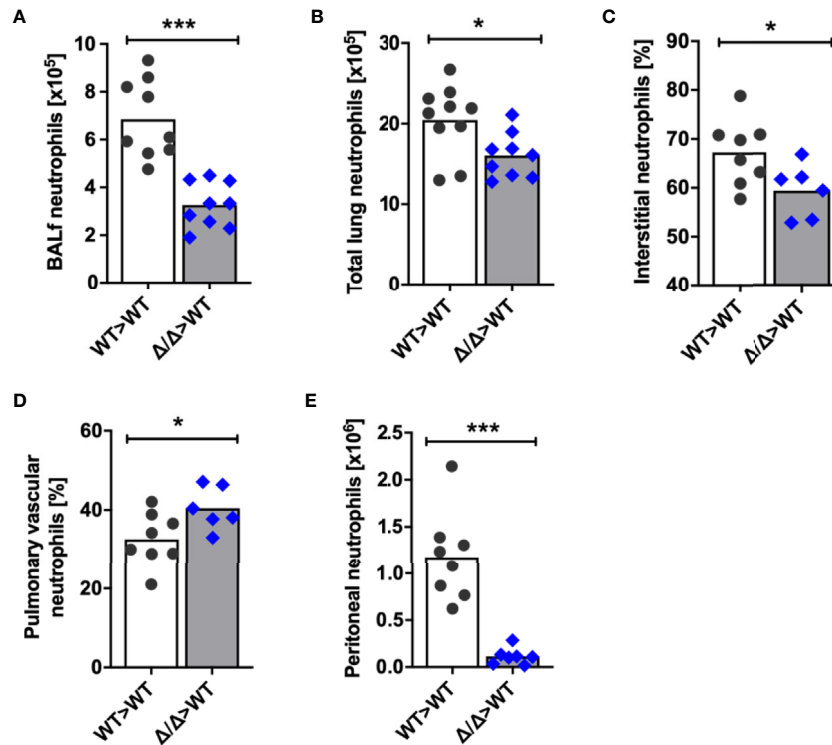 A
BALf neutrophils [x10⁵]
10
8
6
4
2
0
***
WT>WT
Δ/Δ>WT
B
Total lung neutrophils [x10⁵]
30
20
10
0
*
WT>WT
Δ/Δ>WT
C
Interstitial neutrophils [%]
90
80
70
60
50
40
*
WT>WT
Δ/Δ>WT
D
Pulmonary vascular
neutrophils [%]
60
40
20
0
*
WT>WT
Δ/Δ>WT
E
Peritoneal neutrophils [x10⁶]
2.5
2.0
1.5
1.0
0.5
0.0
***
WT>WT
Δ/Δ>WT